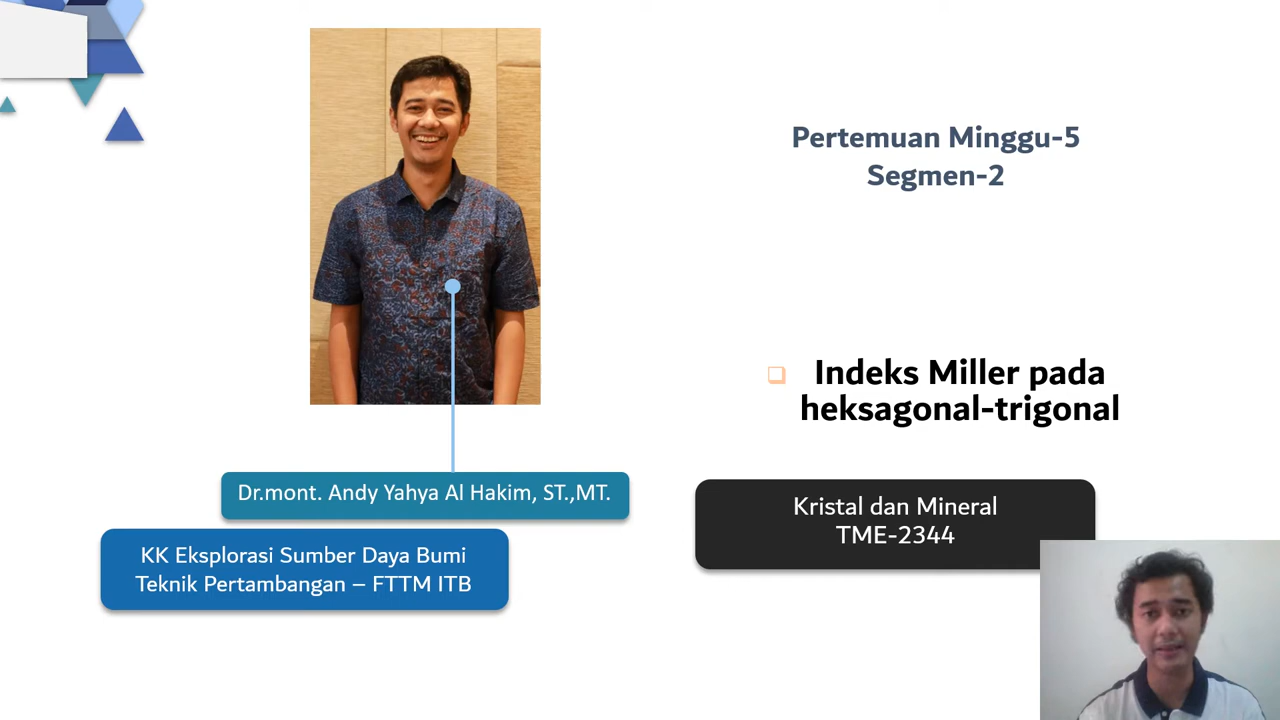 Pertemuan Minggu-5
Segmen-2
Indeks Miller pada
heksagonal-trigonal
Dr.mont. Andy Yahya Al Hakim, ST.,MT.
KK Eksplorasi Sumber Daya Bumi
Teknik Pertambangan – FTTM ITB
Kristal dan Mineral
TME-2344